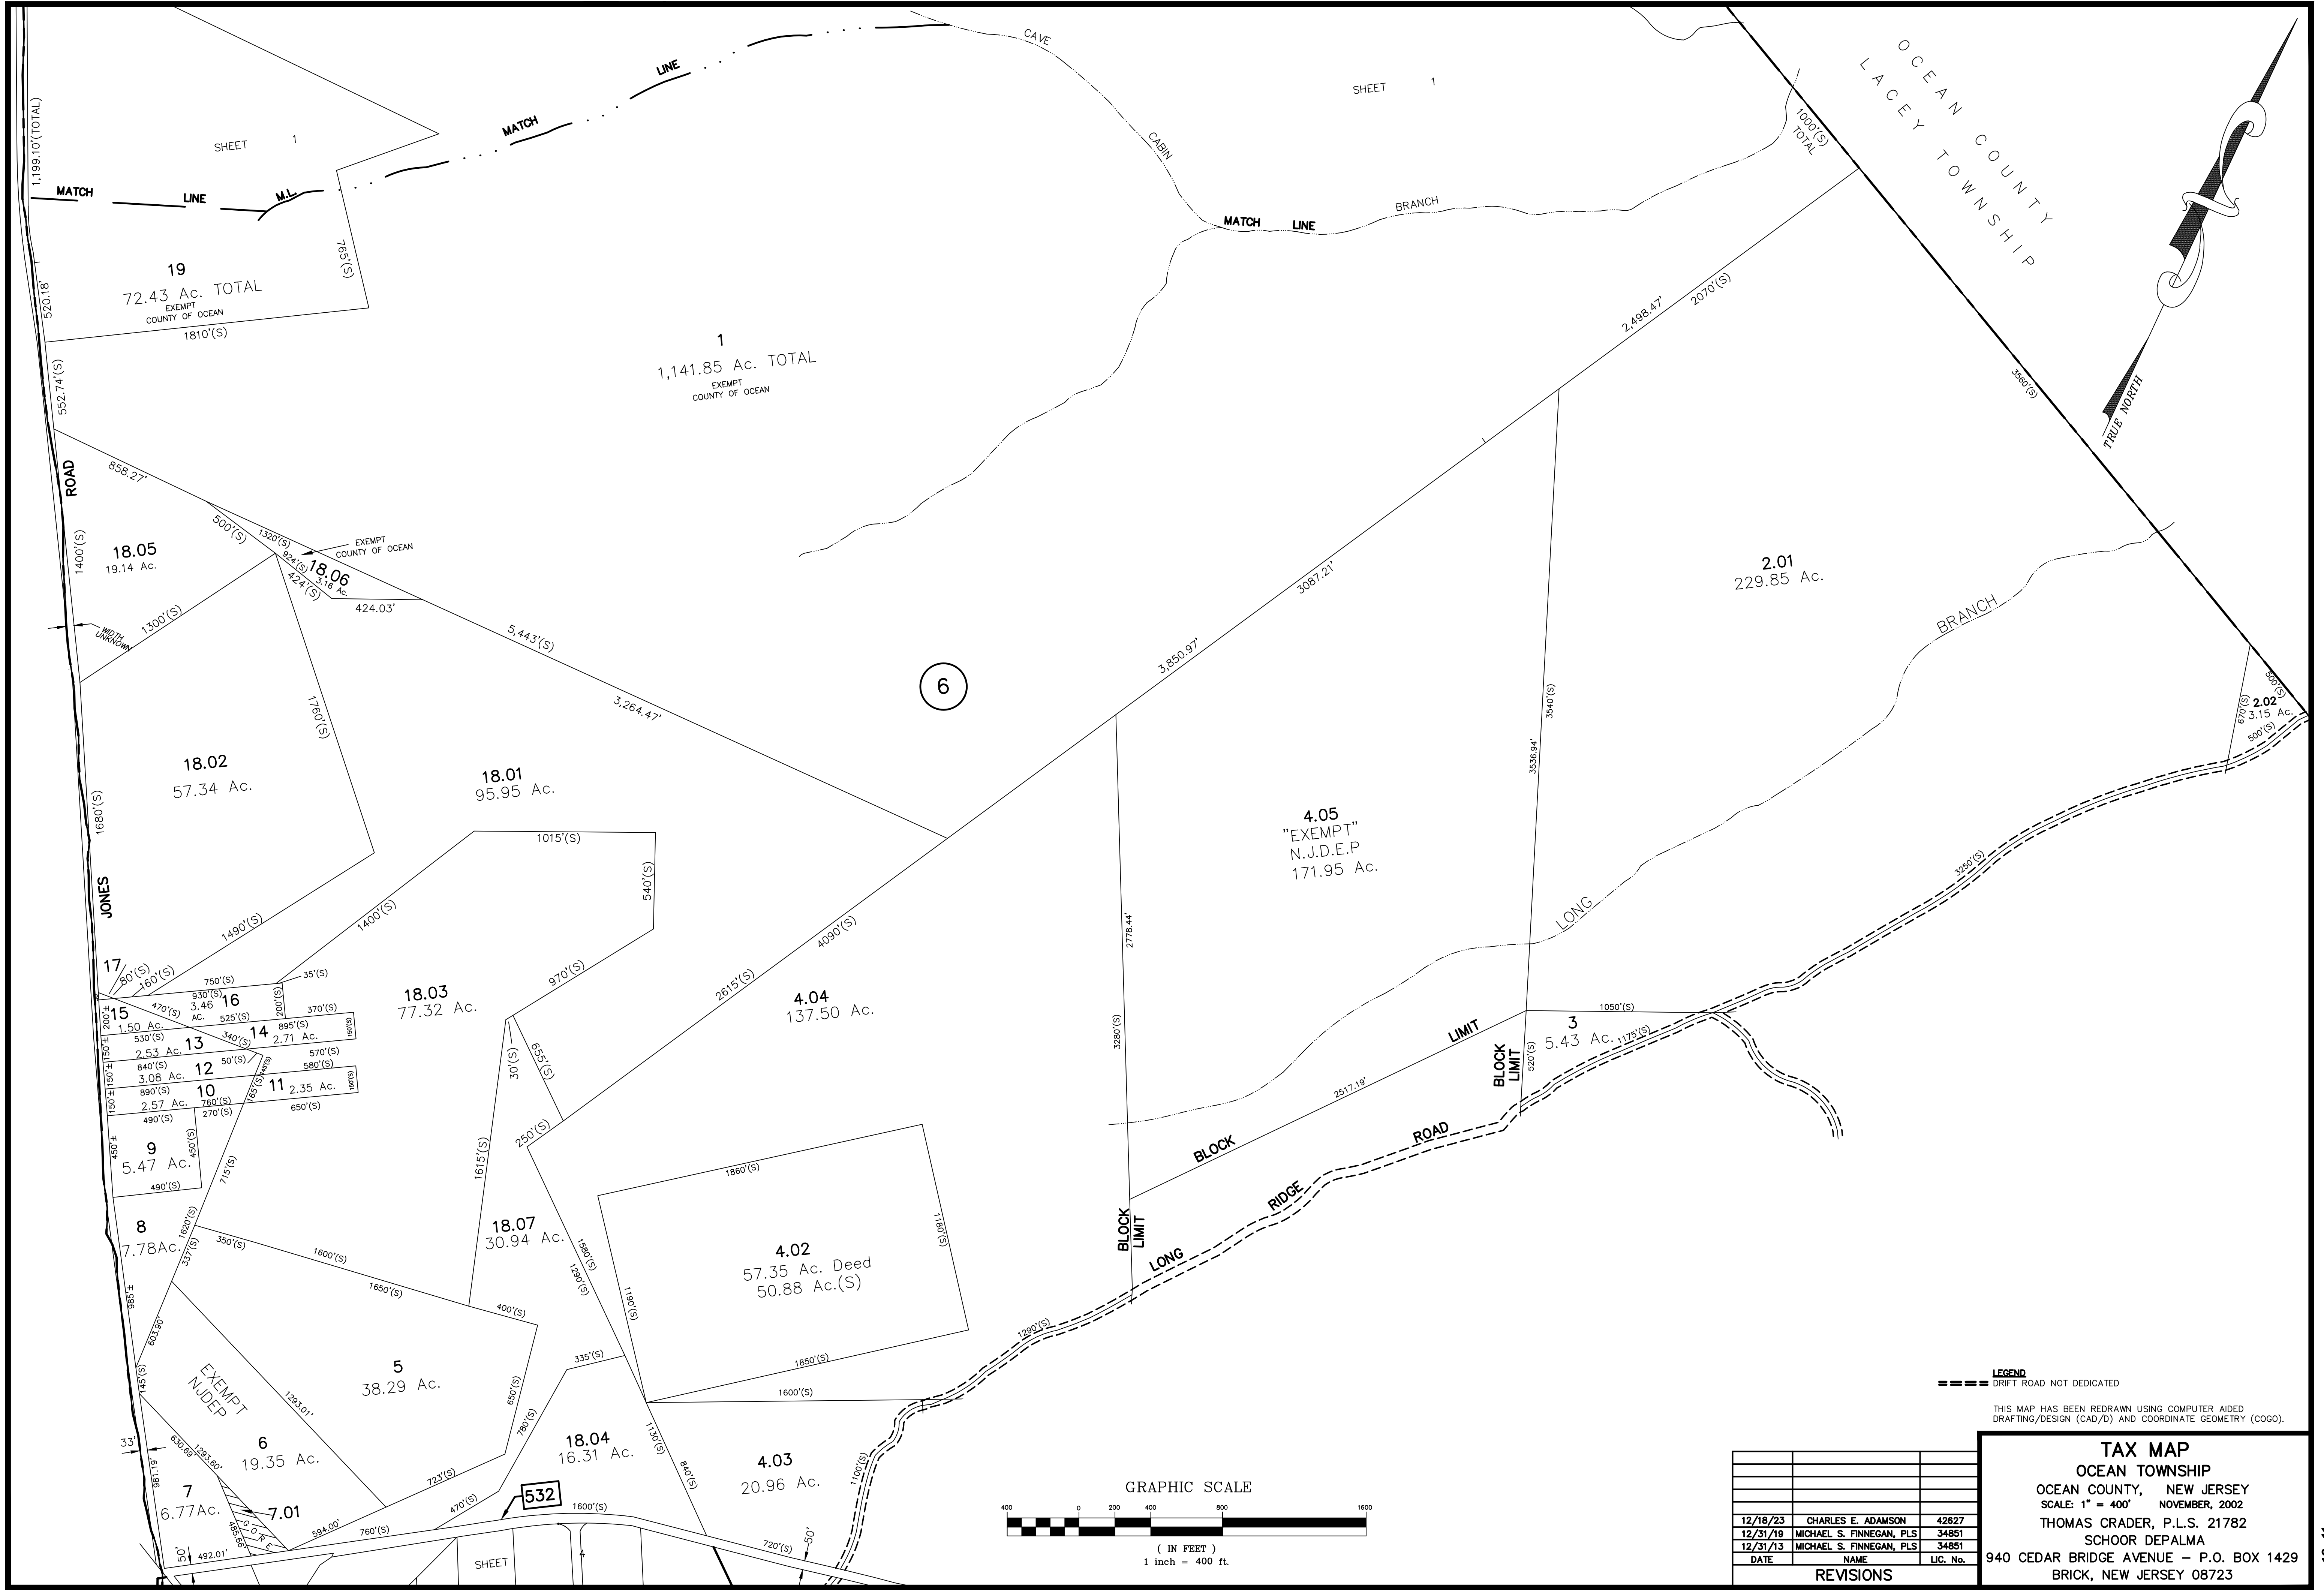 OCEAN COUNTY
LACEY TOWNSHIP
TRUE NORTH
CAVE
CABIN
BRANCH
SHEET 1
1000'(S)
TOTAL
MATCH LINE
1,199.10'(TOTAL)
SHEET 1
MATCH LINE M.L.
MATCH
LINE
765'(S)
19
72.43 Ac. TOTAL
EXEMPT
COUNTY OF OCEAN
1810'(S)
520.18'
552.74'(S)
1
1,141.85 Ac. TOTAL
EXEMPT
COUNTY OF OCEAN
2,498.47'
2070'(S)
3560'(S)
ROAD
858.27'
500'(S)
1320'(S)
EXEMPT
COUNTY OF OCEAN
924'(S)
18.06
3.16 Ac.
424'(S)
424.03'
1400'(S)
18.05
19.14 Ac.
1300'(S)
WIDTH
UNKNOWN
5,443'(S)
3,264.47'
3087.21'
3,850.97'
6
2.01
229.85 Ac.
BRANCH
3540'(S)
3536.94'
500'(S)
2.02
3.15 Ac.
670'(S)
500'(S)
1760'(S)
18.02
57.34 Ac.
18.01
95.95 Ac.
1680'(S)
JONES
1015'(S)
540'(S)
1400'(S)
1490'(S)
970'(S)
4090'(S)
2615'(S)
4.05
"EXEMPT"
N.J.D.E.P
171.95 Ac.
2778.44'
3280'(S)
LONG
3250'(S)
17
80'(S)
160'(S)
750'(S)
35'(S)
930'(S)
3.46
AC.
16
200'(S)
470'(S)
525'(S)
370'(S)
200'±
15
1.50 Ac.
530'(S)
340'(S)
14
895'(S)
2.71 Ac.
150'(S)
150'±
13
2.53 Ac.
50'(S)
570'(S)
840'(S)
580'(S)
145'(S)
150'±
12
3.08 Ac.
890'(S)
165'(S)
11
2.35 Ac.
150'(S)
150'±
10
2.57 Ac.
760'(S)
490'(S)
270'(S)
650'(S)
450'±
9
5.47 Ac.
450'(S)
490'(S)
715'(S)
18.03
77.32 Ac.
4.04
137.50 Ac.
30'(S)
655'(S)
250'(S)
1615'(S)
BLOCK LIMIT
2517.19'
BLOCK
LIMIT
520'(S)
3
5.43 Ac.
1050'(S)
1175'(S)
8
7.78Ac.
1620'(S)
337'(S)
350'(S)
1600'(S)
1650'(S)
400'(S)
985'±
603.90'
18.07
30.94 Ac.
1580'(S)
1290'(S)
1860'(S)
1180'(S)
1190'(S)
4.02
57.35 Ac. Deed
50.88 Ac.(S)
1850'(S)
1600'(S)
BLOCK
LIMIT
LONG RIDGE ROAD
1290'(S)
145'(S)
EXEMPT
NJDEP
1293.01'
5
38.29 Ac.
650'(S)
335'(S)
780'(S)
1130'(S)
840'(S)
33'
630.69'
1293.60'
6
19.35 Ac.
723'(S)
470'(S)
18.04
16.31 Ac.
4.03
20.96 Ac.
1100'(S)
981.19'
7
6.77Ac.
7.01
GORE
485.66'
594.00'
760'(S)
532
1600'(S)
720'(S)
50'
50'
492.01'
SHEET 4
GRAPHIC SCALE
400 0 200 400 800 1600
( IN FEET )
1 inch = 400 ft.
LEGEND
DRIFT ROAD NOT DEDICATED
THIS MAP HAS BEEN REDRAWN USING COMPUTER AIDED
DRAFTING/DESIGN (CAD/D) AND COORDINATE GEOMETRY (COGO).
12/18/23 CHARLES E. ADAMSON 42627
12/31/19 MICHAEL S. FINNEGAN, PLS 34851
12/31/13 MICHAEL S. FINNEGAN, PLS 34851
DATE NAME LIC. No.
REVISIONS
TAX MAP
OCEAN TOWNSHIP
OCEAN COUNTY, NEW JERSEY
SCALE: 1" = 400' NOVEMBER, 2002
THOMAS CRADER, P.L.S. 21782
SCHOOR DEPALMA
940 CEDAR BRIDGE AVENUE – P.O. BOX 1429
BRICK, NEW JERSEY 08723